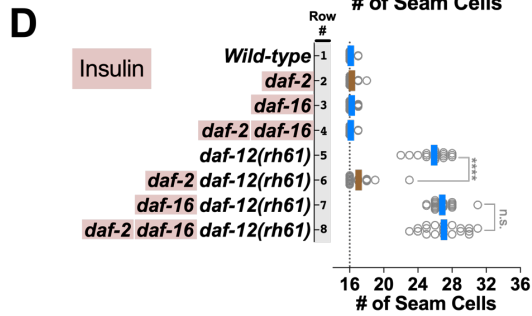 # of Seam Cells
D
Row
#
Insulin
Wild-type 1
daf-2 2
daf-16 3
daf-2 daf-16 4
daf-12(rh61) 5
daf-2 daf-12(rh61) 6
daf-16 daf-12(rh61) 7
daf-2 daf-16 daf-12(rh61) 8
****
n.s.
16 20 24 28 32 36
# of Seam Cells